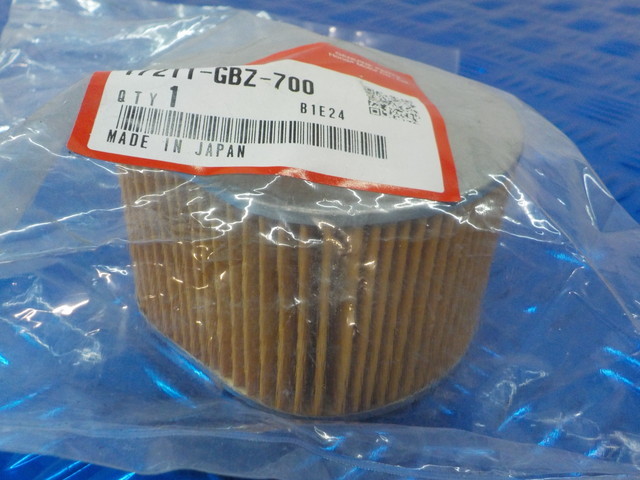 17211-GBZ-700
QTY 1
B1E24
MADE IN JAPAN